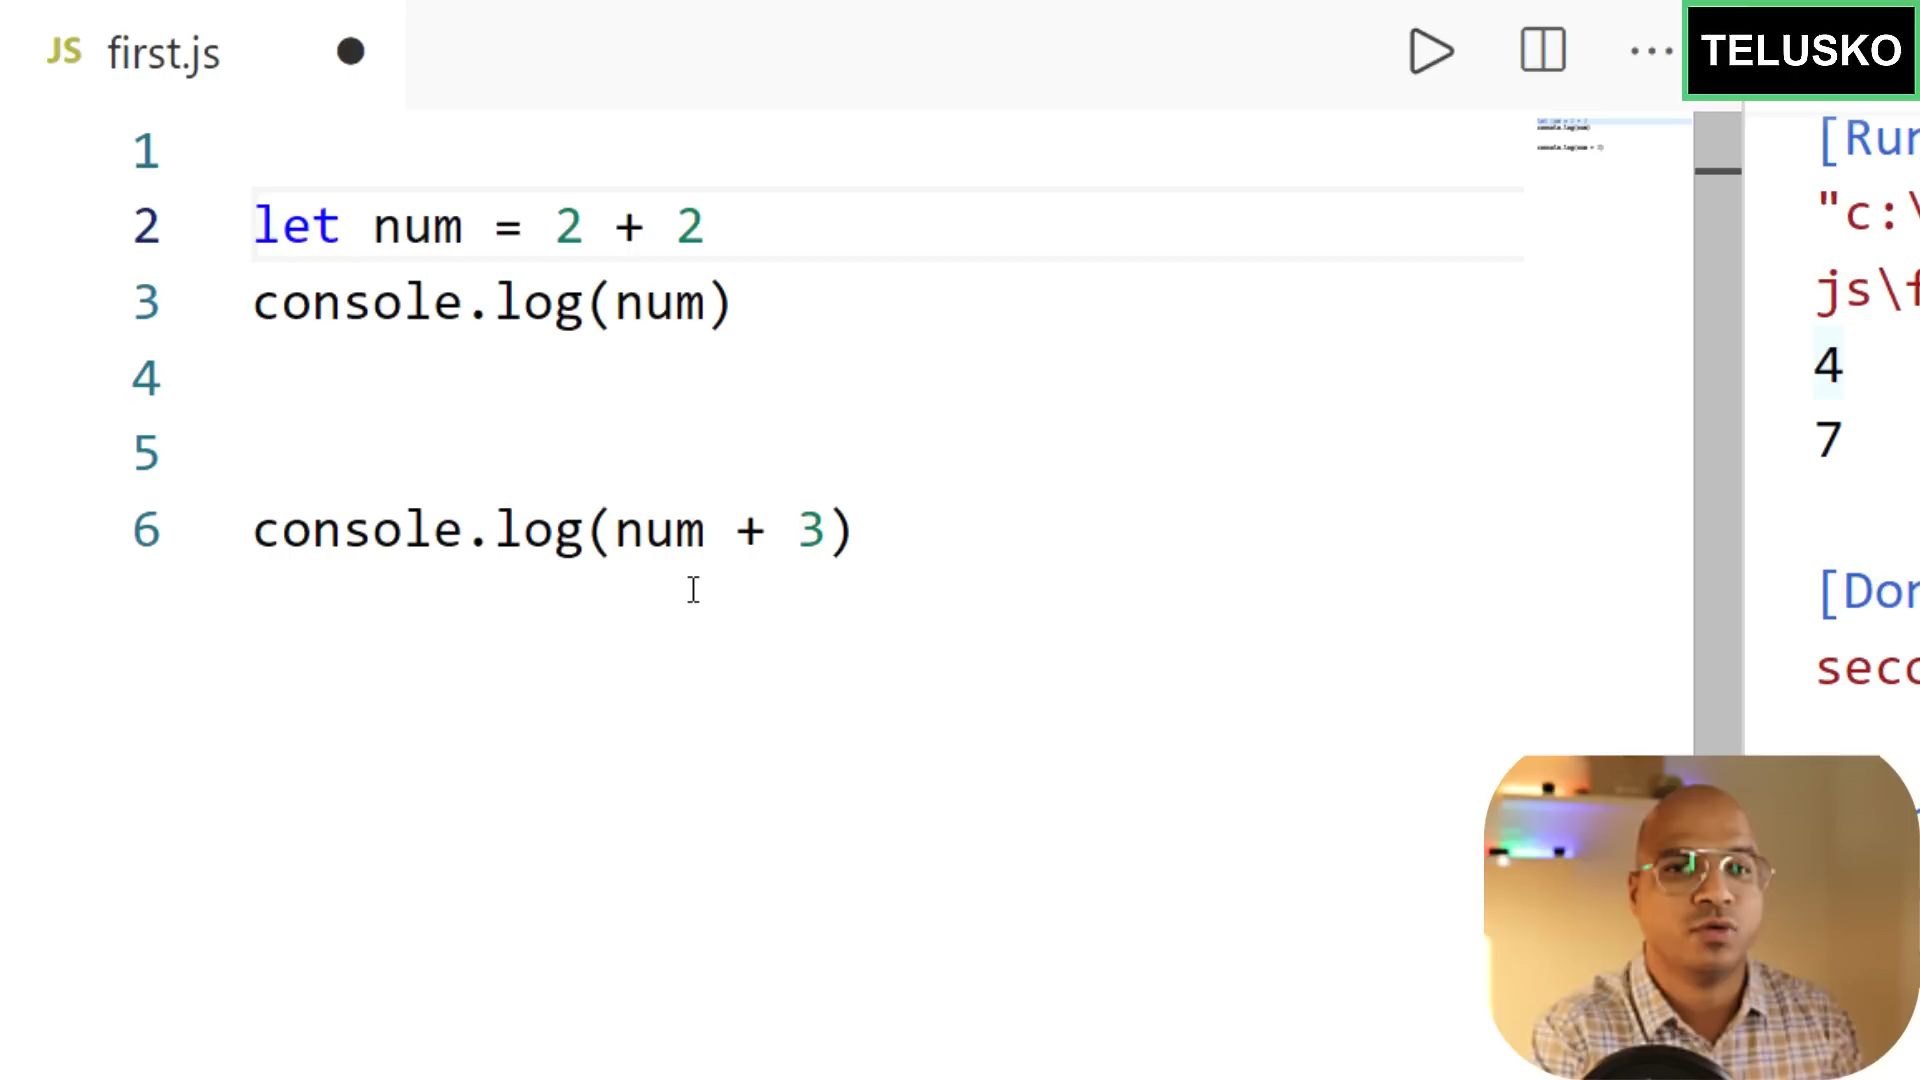 JS first.js
TELUSKO
1
2 let num = 2 + 2
3 console.log(num)
4
5
6 console.log(num + 3)
[Run
"c:\
js\f
4
7
[Don
seco